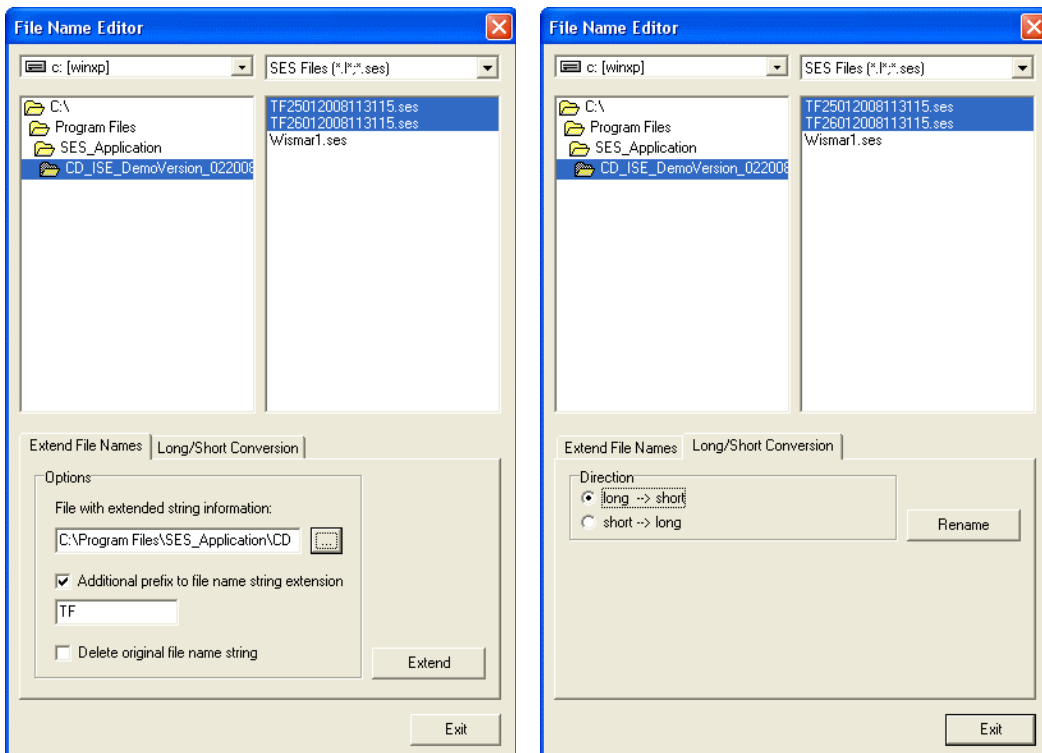 File Name Editor
c: [winxp]
SES Files (*.l*;*.ses)
C:\
Program Files
SES_Application
CD_ISE_DemoVersion_022008
TF25012008113115.ses
TF26012008113115.ses
Wismar1.ses
Extend File Names
Long/Short Conversion
Options
File with extended string information:
C:\Program Files\SES_Application\CD
...
Additional prefix to file name string extension
TF
Delete original file name string
Extend
Exit
File Name Editor
c: [winxp]
SES Files (*.l*;*.ses)
C:\
Program Files
SES_Application
CD_ISE_DemoVersion_022008
TF25012008113115.ses
TF26012008113115.ses
Wismar1.ses
Extend File Names
Long/Short Conversion
Direction
long --> short
short --> long
Rename
Exit